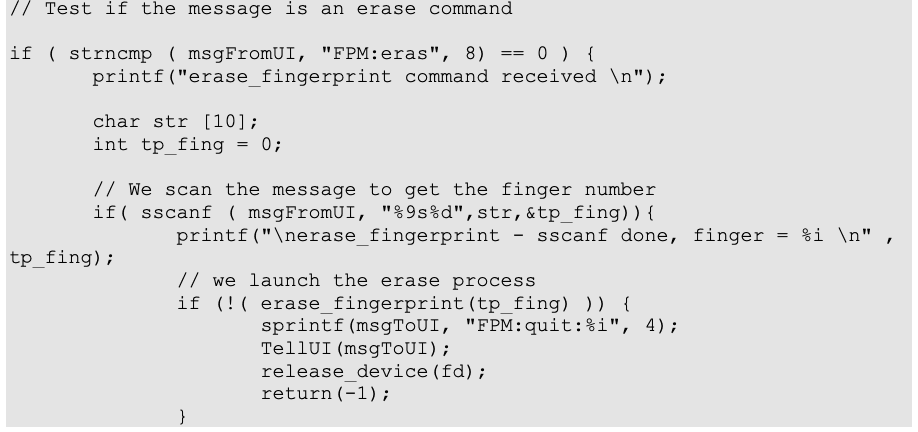 // Test if the message is an erase command
if ( strncmp ( msgFromUI, "FPM:eras", 8) == 0 ) {
printf("erase_fingerprint command received \n");
char str [10];
int tp_fing = 0;
// We scan the message to get the finger number
if( sscanf ( msgFromUI, "%9s%d",str,&tp_fing)){
printf("\nerase_fingerprint - sscanf done, finger = %i \n" ,
tp_fing);
// we launch the erase process
if (!( erase_fingerprint(tp_fing) )) {
sprintf(msgToUI, "FPM:quit:%i", 4);
TellUI(msgToUI);
release_device(fd);
return(-1);
}